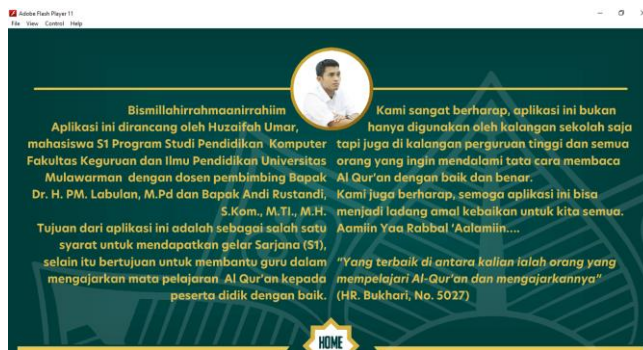 Adobe Flash Player 11
File View Control Help
Bismillahirrahmaanirrahiim
Aplikasi ini dirancang oleh Huzaifah Umar,
mahasiswa S1 Program Studi Pendidikan Komputer
Fakultas Keguruan dan Ilmu Pendidikan Universitas
Mulawarman dengan dosen pembimbing Bapak
Dr. H. PM. Labulan, M.Pd dan Bapak Andi Rustandi,
S.Kom., M.TI., M.H.
Tujuan dari aplikasi ini adalah sebagai salah satu
syarat untuk mendapatkan gelar Sarjana (S1),
selain itu bertujuan untuk membantu guru dalam
mengajarkan mata pelajaran Al Qur'an kepada
peserta didik dengan baik.
Kami sangat berharap, aplikasi ini bukan
hanya digunakan oleh kalangan sekolah saja
tapi juga di kalangan perguruan tinggi dan semua
orang yang ingin mendalami tata cara membaca
Al Qur'an dengan baik dan benar.
Kami juga berharap, semoga aplikasi ini bisa
menjadi ladang amal kebaikan untuk kita semua.
Aamiin Yaa Rabbal 'Aalamiin....
"Yang terbaik di antara kalian ialah orang yang
mempelajari Al-Qur'an dan mengajarkannya"
(HR. Bukhari, No. 5027)
HOME